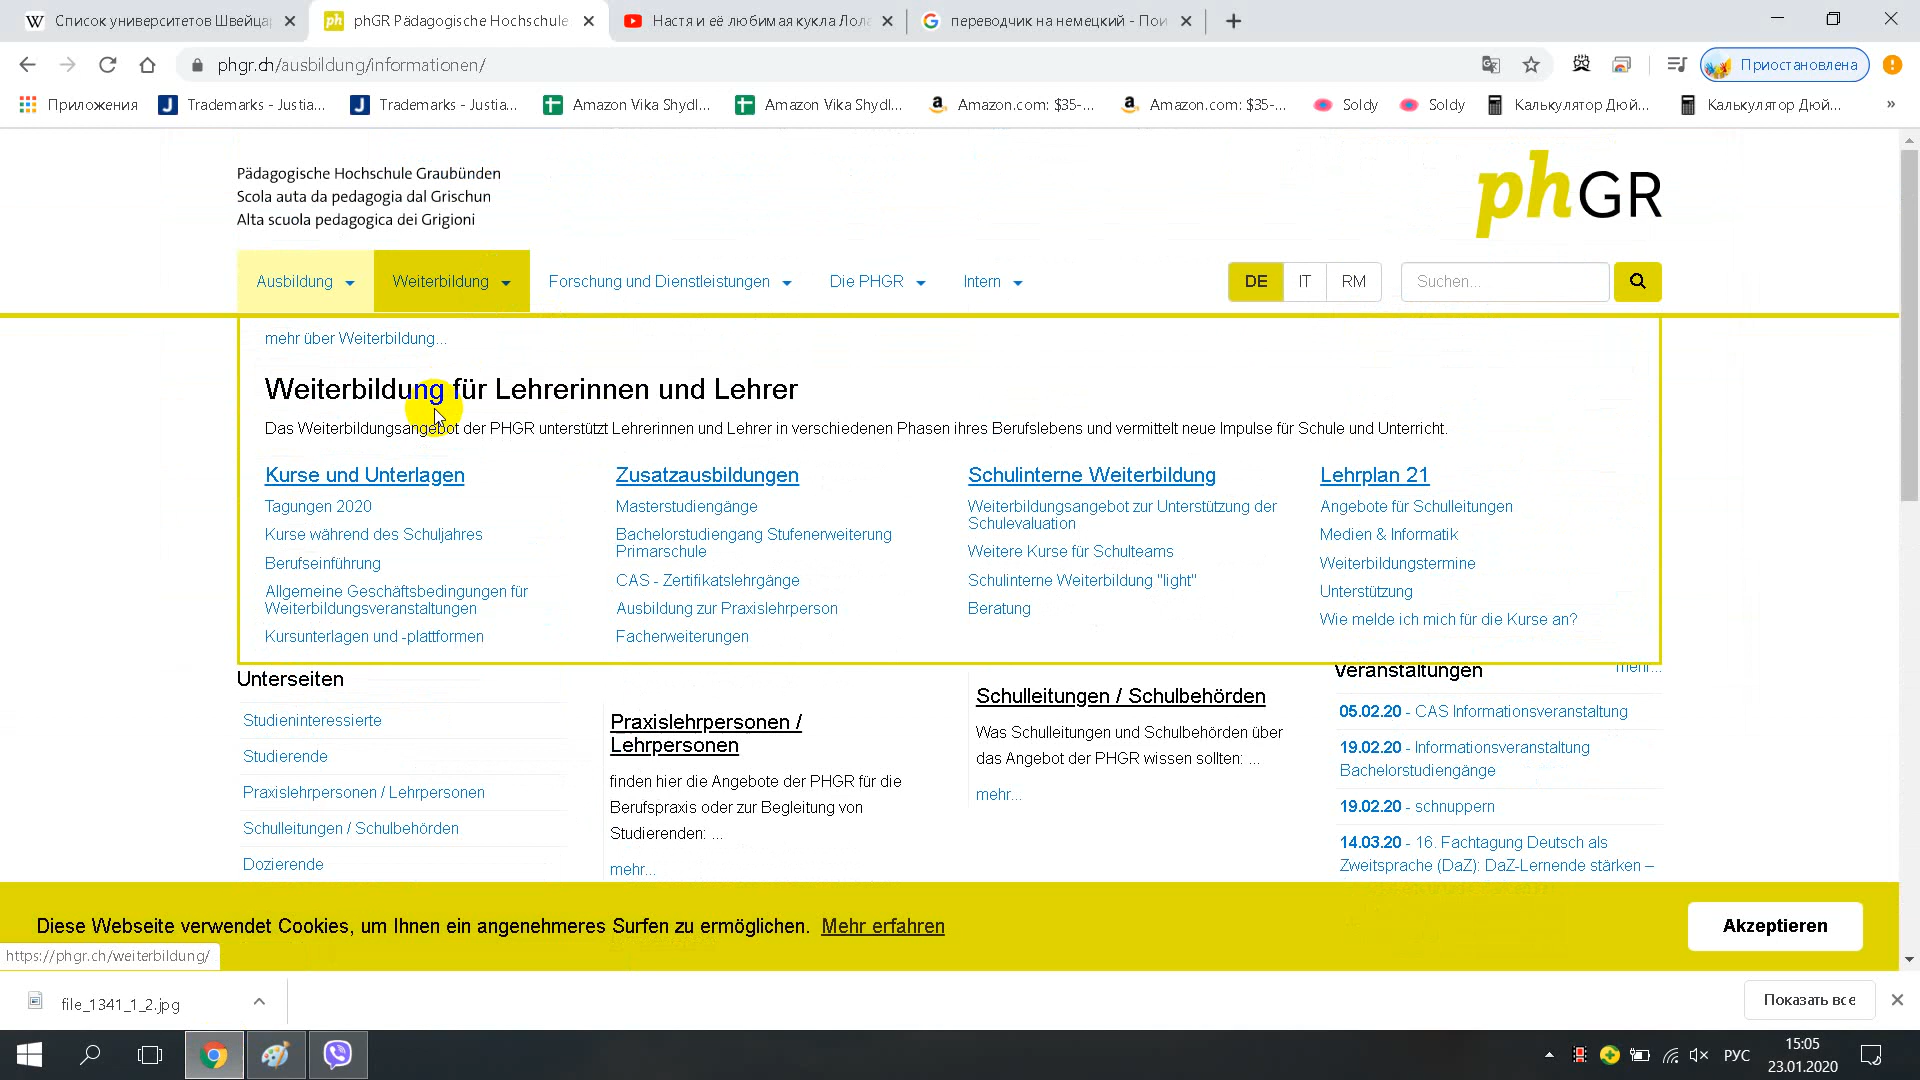 Список университетов Швейца
phGR Pädagogische Hochschule
Настя и её любимая кукла Лоли
переводчик на немецкий - Пои
phgr.ch/ausbildung/informationen/
Приостановлена
Приложения
Trademarks - Justia...
Trademarks - Justia...
Amazon Vika Shydl...
Amazon Vika Shydl...
Amazon.com: $35-...
Amazon.com: $35-...
Soldy
Soldy
Калькулятор Дюй...
Калькулятор Дюй...
»
Pädagogische Hochschule Graubünden
Scola auta da pedagogia dal Grischun
Alta scuola pedagogica dei Grigioni
phGR
Ausbildung
Weiterbildung
Forschung und Dienstleistungen
Die PHGR
Intern
DE
IT
RM
Suchen...
mehr über Weiterbildung...
Weiterbildung für Lehrerinnen und Lehrer
Das Weiterbildungsangebot der PHGR unterstützt Lehrerinnen und Lehrer in verschiedenen Phasen ihres Berufslebens und vermittelt neue Impulse für Schule und Unterricht.
Kurse und Unterlagen
Tagungen 2020
Kurse während des Schuljahres
Berufseinführung
Allgemeine Geschäftsbedingungen für
Weiterbildungsveranstaltungen
Kursunterlagen und -plattformen
Zusatzausbildungen
Masterstudiengänge
Bachelorstudiengang Stufenerweiterung
Primarschule
CAS - Zertifikatslehrgänge
Ausbildung zur Praxislehrperson
Facherweiterungen
Schulinterne Weiterbildung
Weiterbildungsangebot zur Unterstützung der
Schulevaluation
Weitere Kurse für Schulteams
Schulinterne Weiterbildung "light"
Beratung
Lehrplan 21
Angebote für Schulleitungen
Medien & Informatik
Weiterbildungstermine
Unterstützung
Wie melde ich mich für die Kurse an?
Unterseiten
Studieninteressierte
Studierende
Praxislehrpersonen / Lehrpersonen
Schulleitungen / Schulbehörden
Dozierende
Praxislehrpersonen /
Lehrpersonen
finden hier die Angebote der PHGR für die
Berufspraxis oder zur Begleitung von
Studierenden: ...
mehr...
Schulleitungen / Schulbehörden
Was Schulleitungen und Schulbehörden über
das Angebot der PHGR wissen sollten: ...
mehr...
Veranstaltungen
mehr...
05.02.20 - CAS Informationsveranstaltung
19.02.20 - Informationsveranstaltung
Bachelorstudiengänge
19.02.20 - schnuppern
14.03.20 - 16. Fachtagung Deutsch als
Zweitsprache (DaZ): DaZ-Lernende stärken –
Diese Webseite verwendet Cookies, um Ihnen ein angenehmeres Surfen zu ermöglichen. Mehr erfahren
Akzeptieren
https://phgr.ch/weiterbildung/
file_1341_1_2.jpg
Показать все
РУС
15:05
23.01.2020